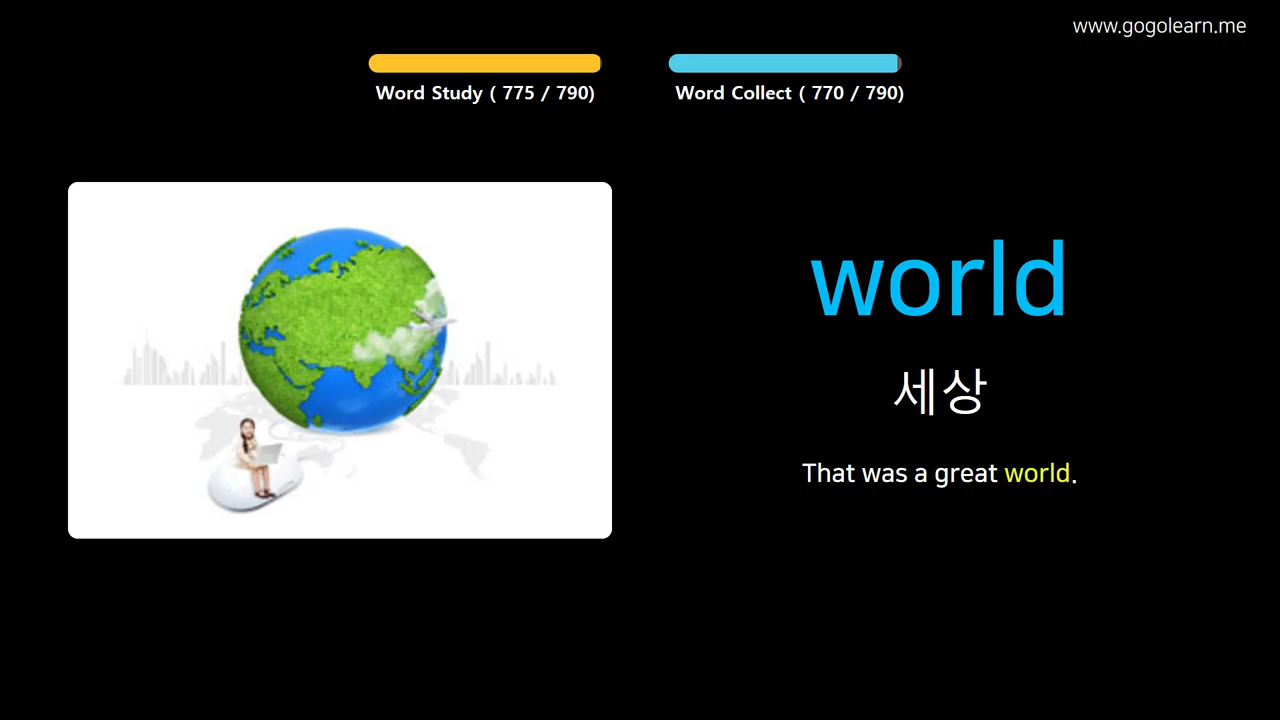 www.gogolearn.me
Word Study ( 775 / 790)
Word Collect ( 770 / 790)
world
세상
That was a great world.